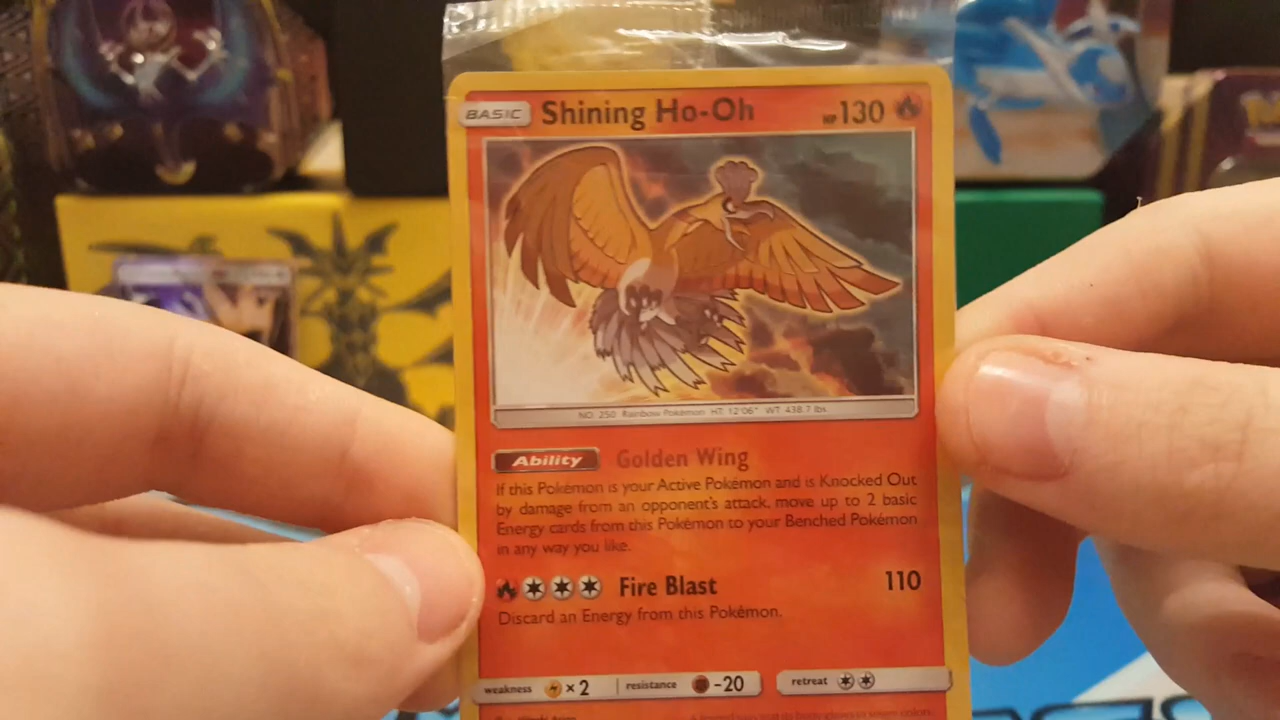 BASIC Shining Ho-Oh HP 130
NO. 250 Rainbow Pokémon HT: 12'06" WT: 438.7 lbs.
Ability Golden Wing
If this Pokémon is your Active Pokémon and is Knocked Out
by damage from an opponent's attack, move up to 2 basic
Energy cards from this Pokémon to your Benched Pokémon
in any way you like.
Fire Blast 110
Discard an Energy from this Pokémon.
weakness ×2 resistance -20 retreat